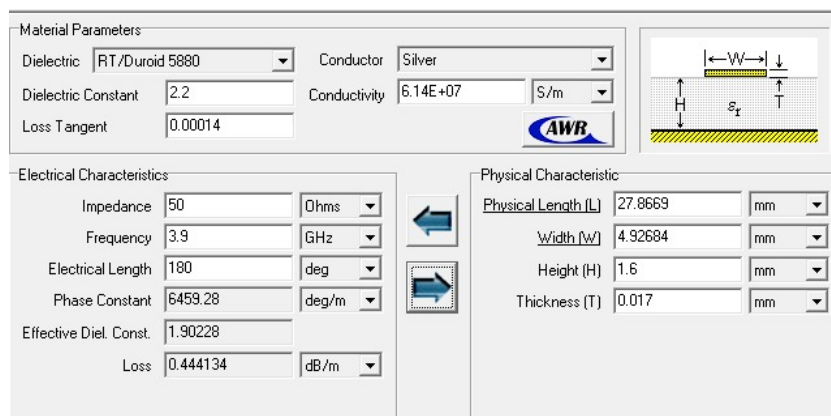 Material Parameters
Dielectric RT/Duroid 5880 Conductor Silver
Dielectric Constant 2.2 Conductivity 6.14E+07 S/m
Loss Tangent 0.00014 AWR
←W→
H εr T
Electrical Characteristics
Impedance 50 Ohms
Frequency 3.9 GHz
Electrical Length 180 deg
Phase Constant 6459.28 deg/m
Effective Diel. Const. 1.90228
Loss 0.444134 dB/m
Physical Characteristic
Physical Length (L) 27.8669 mm
Width (W) 4.92684 mm
Height (H) 1.6 mm
Thickness (T) 0.017 mm